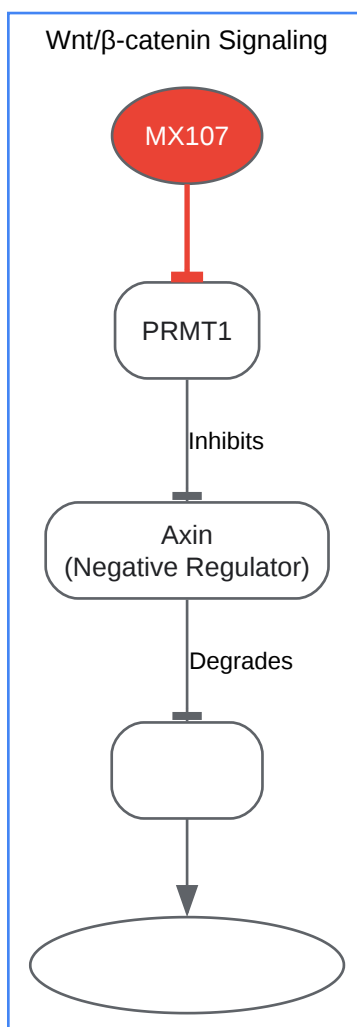 Wnt/β-catenin Signaling
MX107
PRMT1
Inhibits
Axin
(Negative Regulator)
Degrades